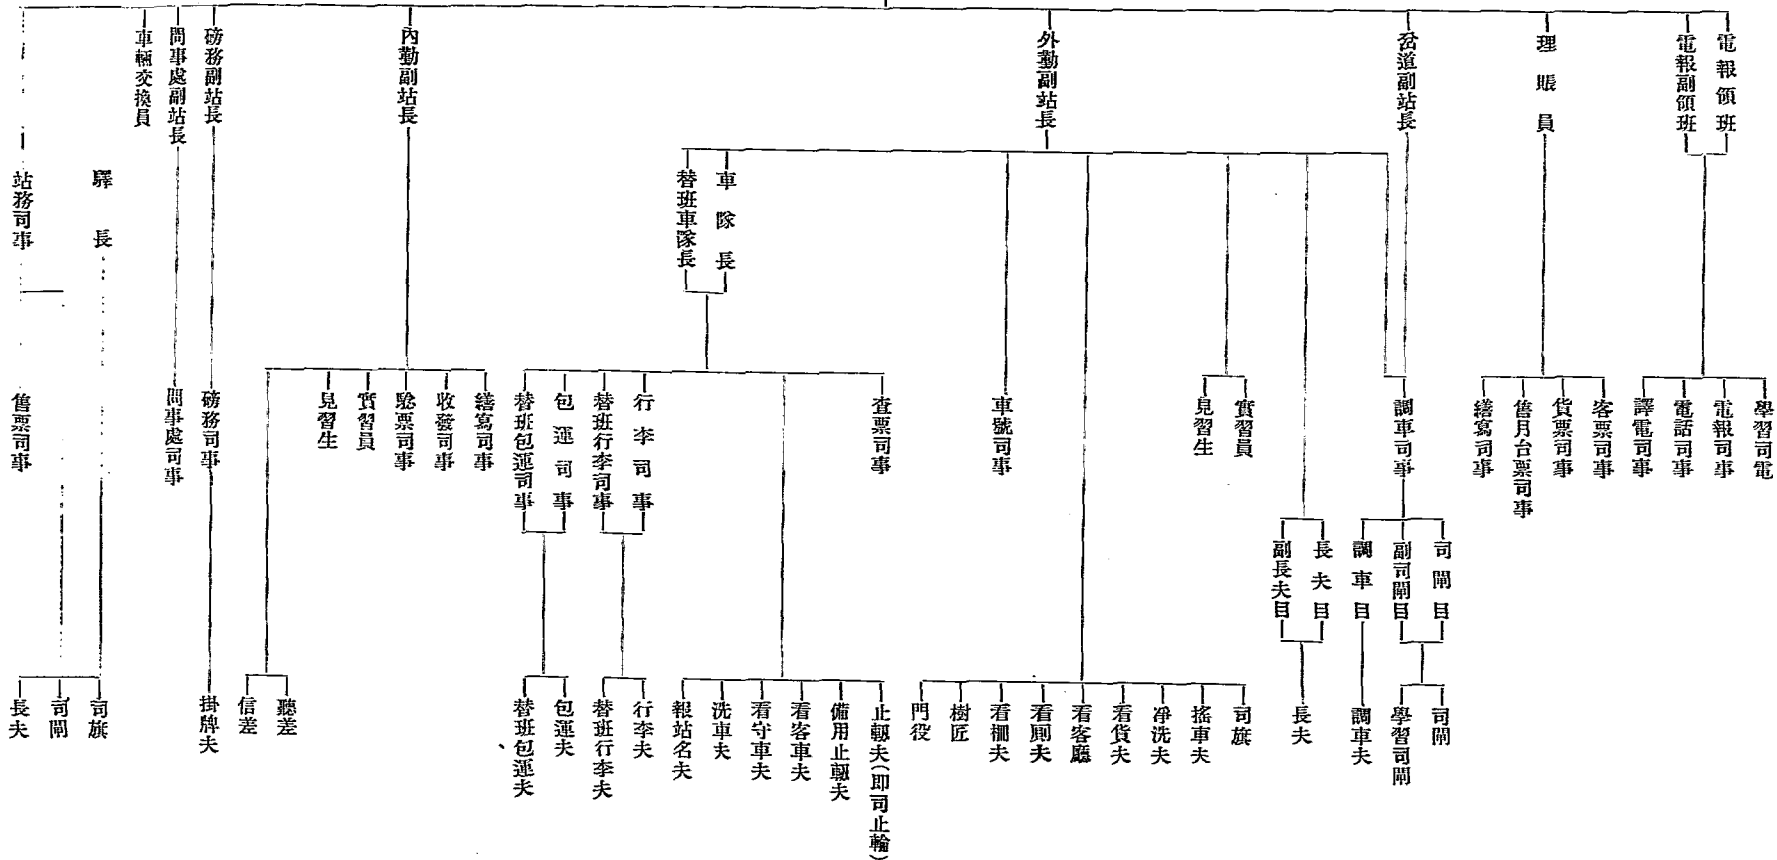 電報領班
電報副領班
理賬員
岔道副站長
外勤副站長
內勤副站長
磅務副站長
問事處副站長
車輛交換員
驛長
站務司事
車隊長
替班車隊長
學習司電
電報司事
電話司事
譯電司事
客票司事
貨票司事
售月台票司事
繕寫司事
調車司事
實習員
見習生
車號司事
查票司事
行李司事
替班行李司事
包運司事
替班包運司事
繕寫司事
收發司事
驗票司事
實習員
見習生
磅務司事
問事處司事
售票司事
司閘目
副司閘目
調車目
長夫目
副長夫目
司閘
學習司閘
調車夫
長夫
司旗
搖車夫
凈洗夫
看貨夫
看客廳
看廁夫
看柵夫
樹匠
門役
止軔夫(即司止輪)
備用止軔夫
看客車夫
看守車夫
洗車夫
報站名夫
行李夫
替班行李夫
包運夫
替班包運夫
聽差
信差
掛牌夫
司旗
司閘
長夫